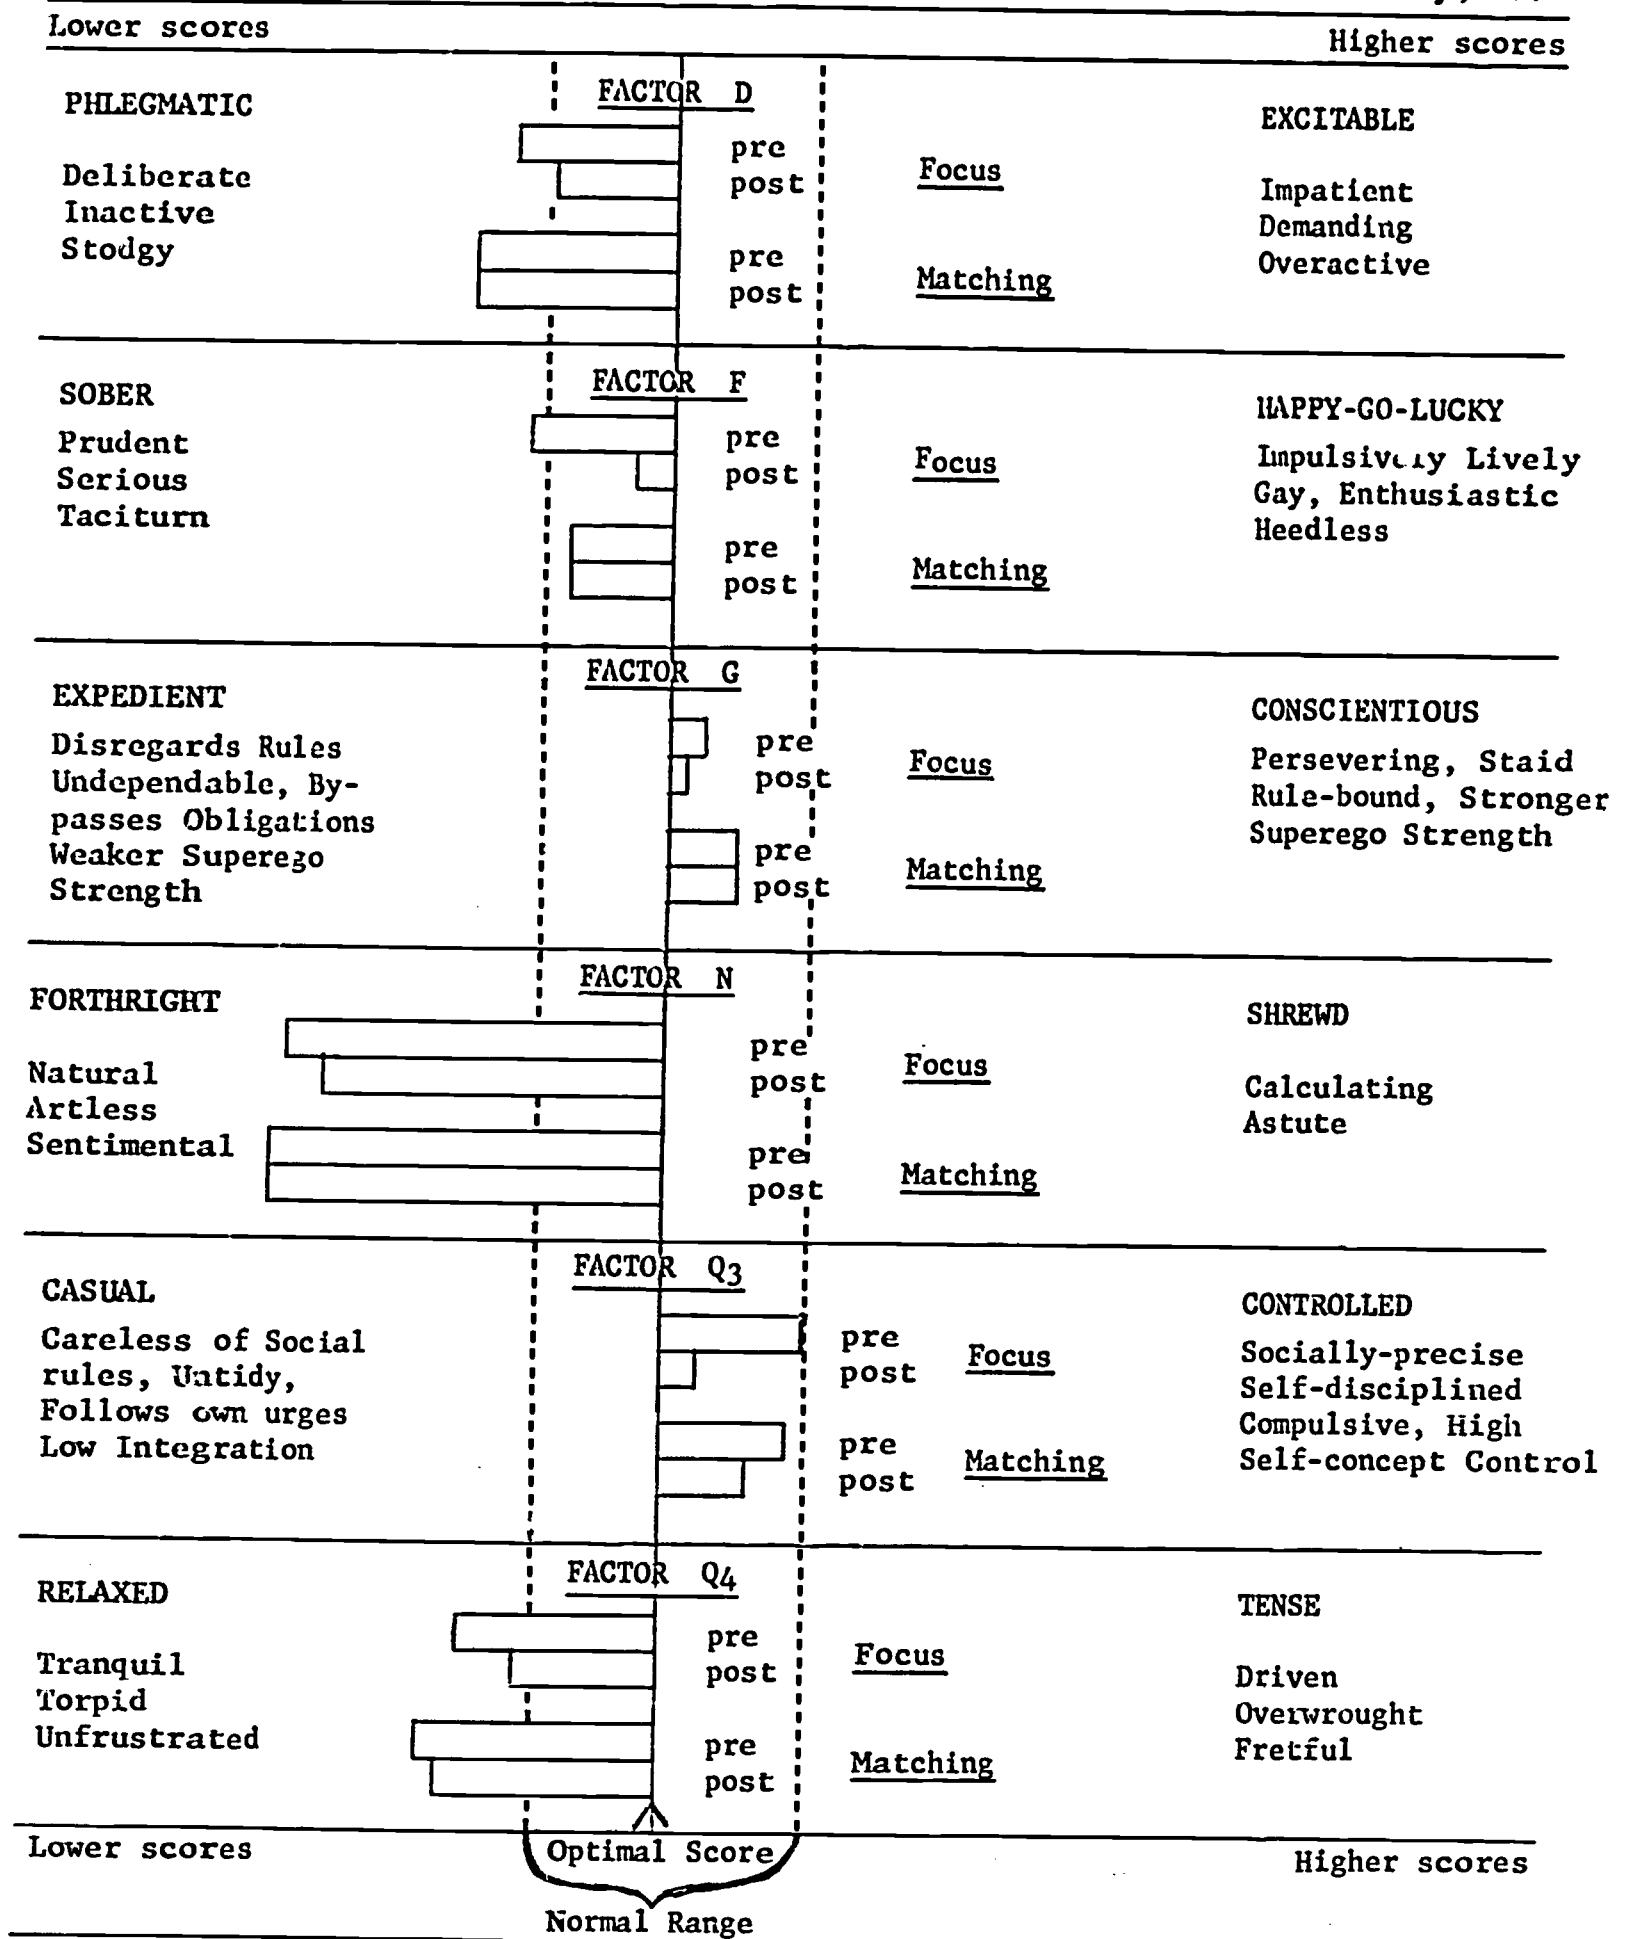 Lower scores Higher scores
FACTOR D
PHLEGMATIC EXCITABLE
pre
Deliberate post Focus Impatient
Inactive Demanding
Stodgy pre Overactive
post Matching
FACTOR F
SOBER HAPPY-GO-LUCKY
Prudent pre Impulsively Lively
Serious post Focus Gay, Enthusiastic
Taciturn Heedless
pre
post Matching
FACTOR G
EXPEDIENT CONSCIENTIOUS
Disregards Rules pre Persevering, Staid
Undependable, By- post Focus Rule-bound, Stronger
passes Obligations Superego Strength
Weaker Superego pre
Strength post Matching
FACTOR N
FORTHRIGHT SHREWD
pre
Natural post Focus Calculating
Artless Astute
Sentimental pre
post Matching
FACTOR Q3
CASUAL CONTROLLED
Careless of Social pre Socially-precise
rules, Untidy, post Focus Self-disciplined
Follows own urges Compulsive, High
Low Integration pre Self-concept Control
post Matching
FACTOR Q4
RELAXED TENSE
pre
Tranquil post Focus Driven
Torpid Overwrought
Unfrustrated pre Fretful
post Matching
Lower scores Optimal Score Higher scores
Normal Range